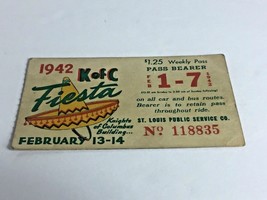 1942 K of C
Fiesta
Knights of Columbus
Building...
FEBRUARY 13-14
$1.25 Weekly Pass
PASS BEARER
FEB 1-7 1942
on all car and bus routes.
Bearer is to retain pass
throughout ride.
ST. LOUIS PUBLIC SERVICE CO.
No 118835